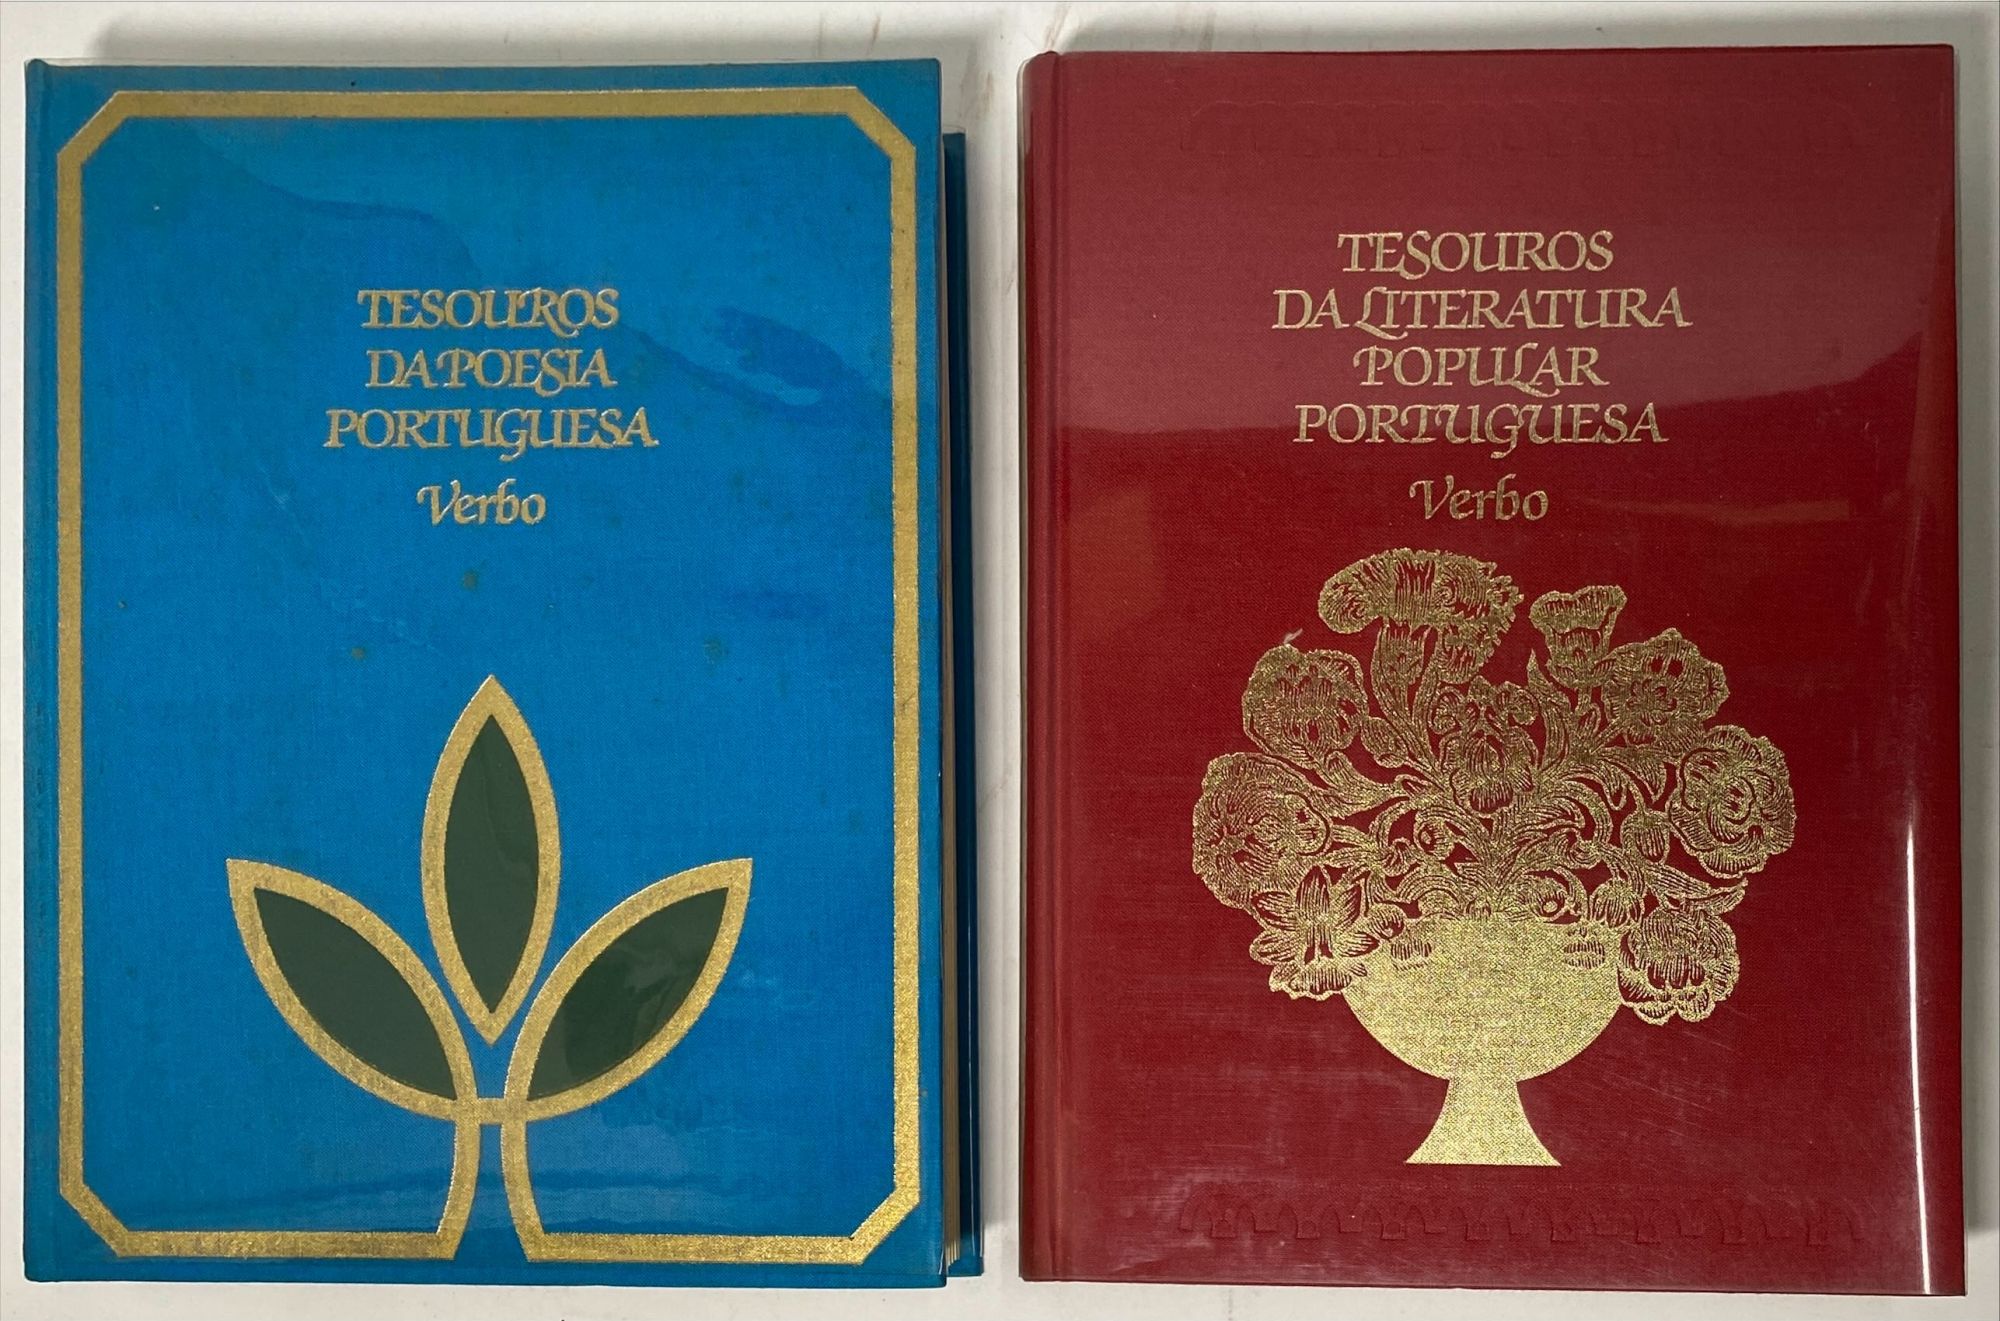 TESOUROS
DA POESIA
PORTUGUESA
Verbo
TESOUROS
DA LITERATURA
POPULAR
PORTUGUESA
Verbo